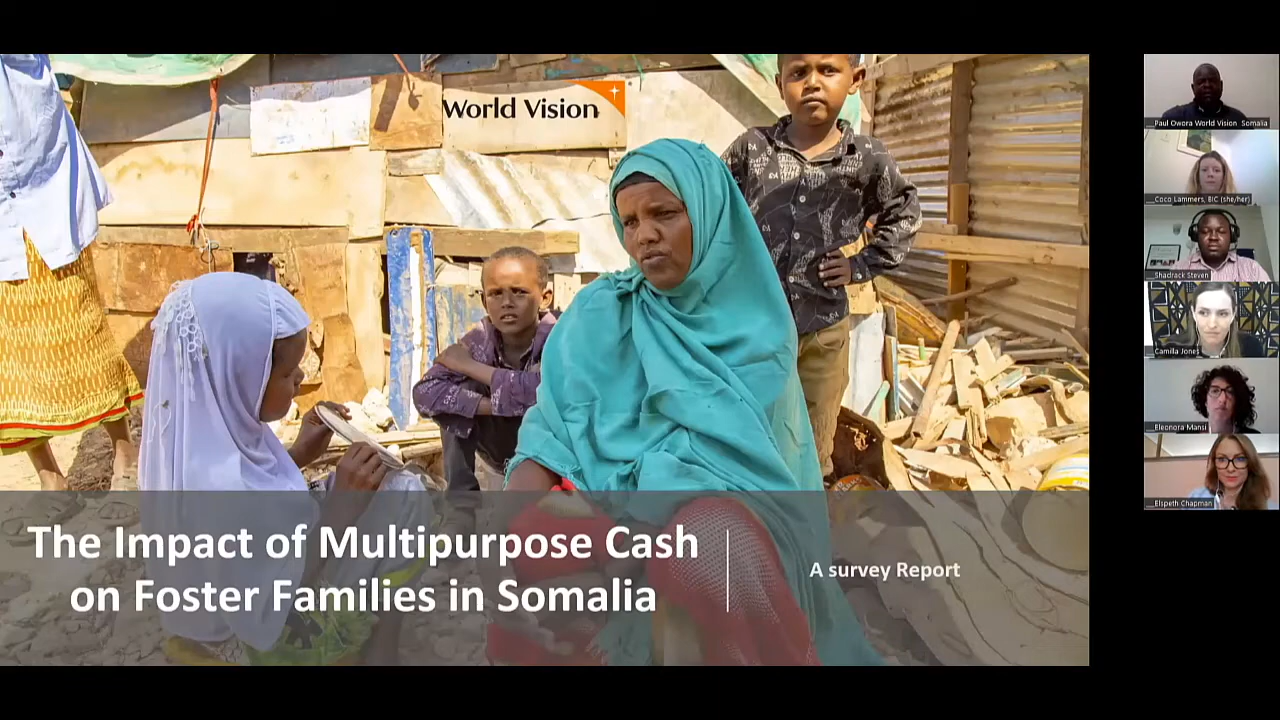 World Vision
The Impact of Multipurpose Cash
on Foster Families in Somalia
A survey Report
Paul Owora World Vision Somalia
Coco Lammers, BIC (she/her)
Shadrack Steven
Camilla Jones
Eleonora Mansi
Elspeth Chapman